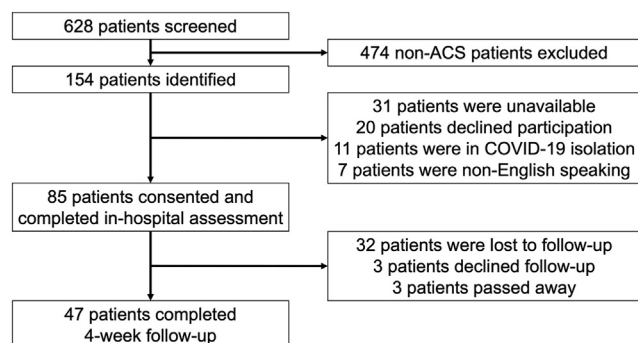 628 patients screened
474 non-ACS patients excluded
154 patients identified
31 patients were unavailable
20 patients declined participation
11 patients were in COVID-19 isolation
7 patients were non-English speaking
85 patients consented and
completed in-hospital assessment
32 patients were lost to follow-up
3 patients declined follow-up
3 patients passed away
47 patients completed
4-week follow-up